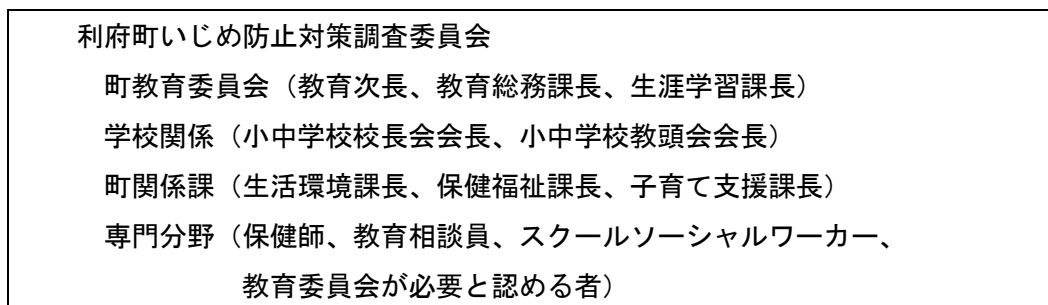 利府町いじめ防止対策調査委員会
町教育委員会（教育次長、教育総務課長、生涯学習課長）
学校関係（小中学校校長会会長、小中学校教頭会会長）
町関係課（生活環境課長、保健福祉課長、子育て支援課長）
専門分野（保健師、教育相談員、スクールソーシャルワーカー、
教育委員会が必要と認める者）